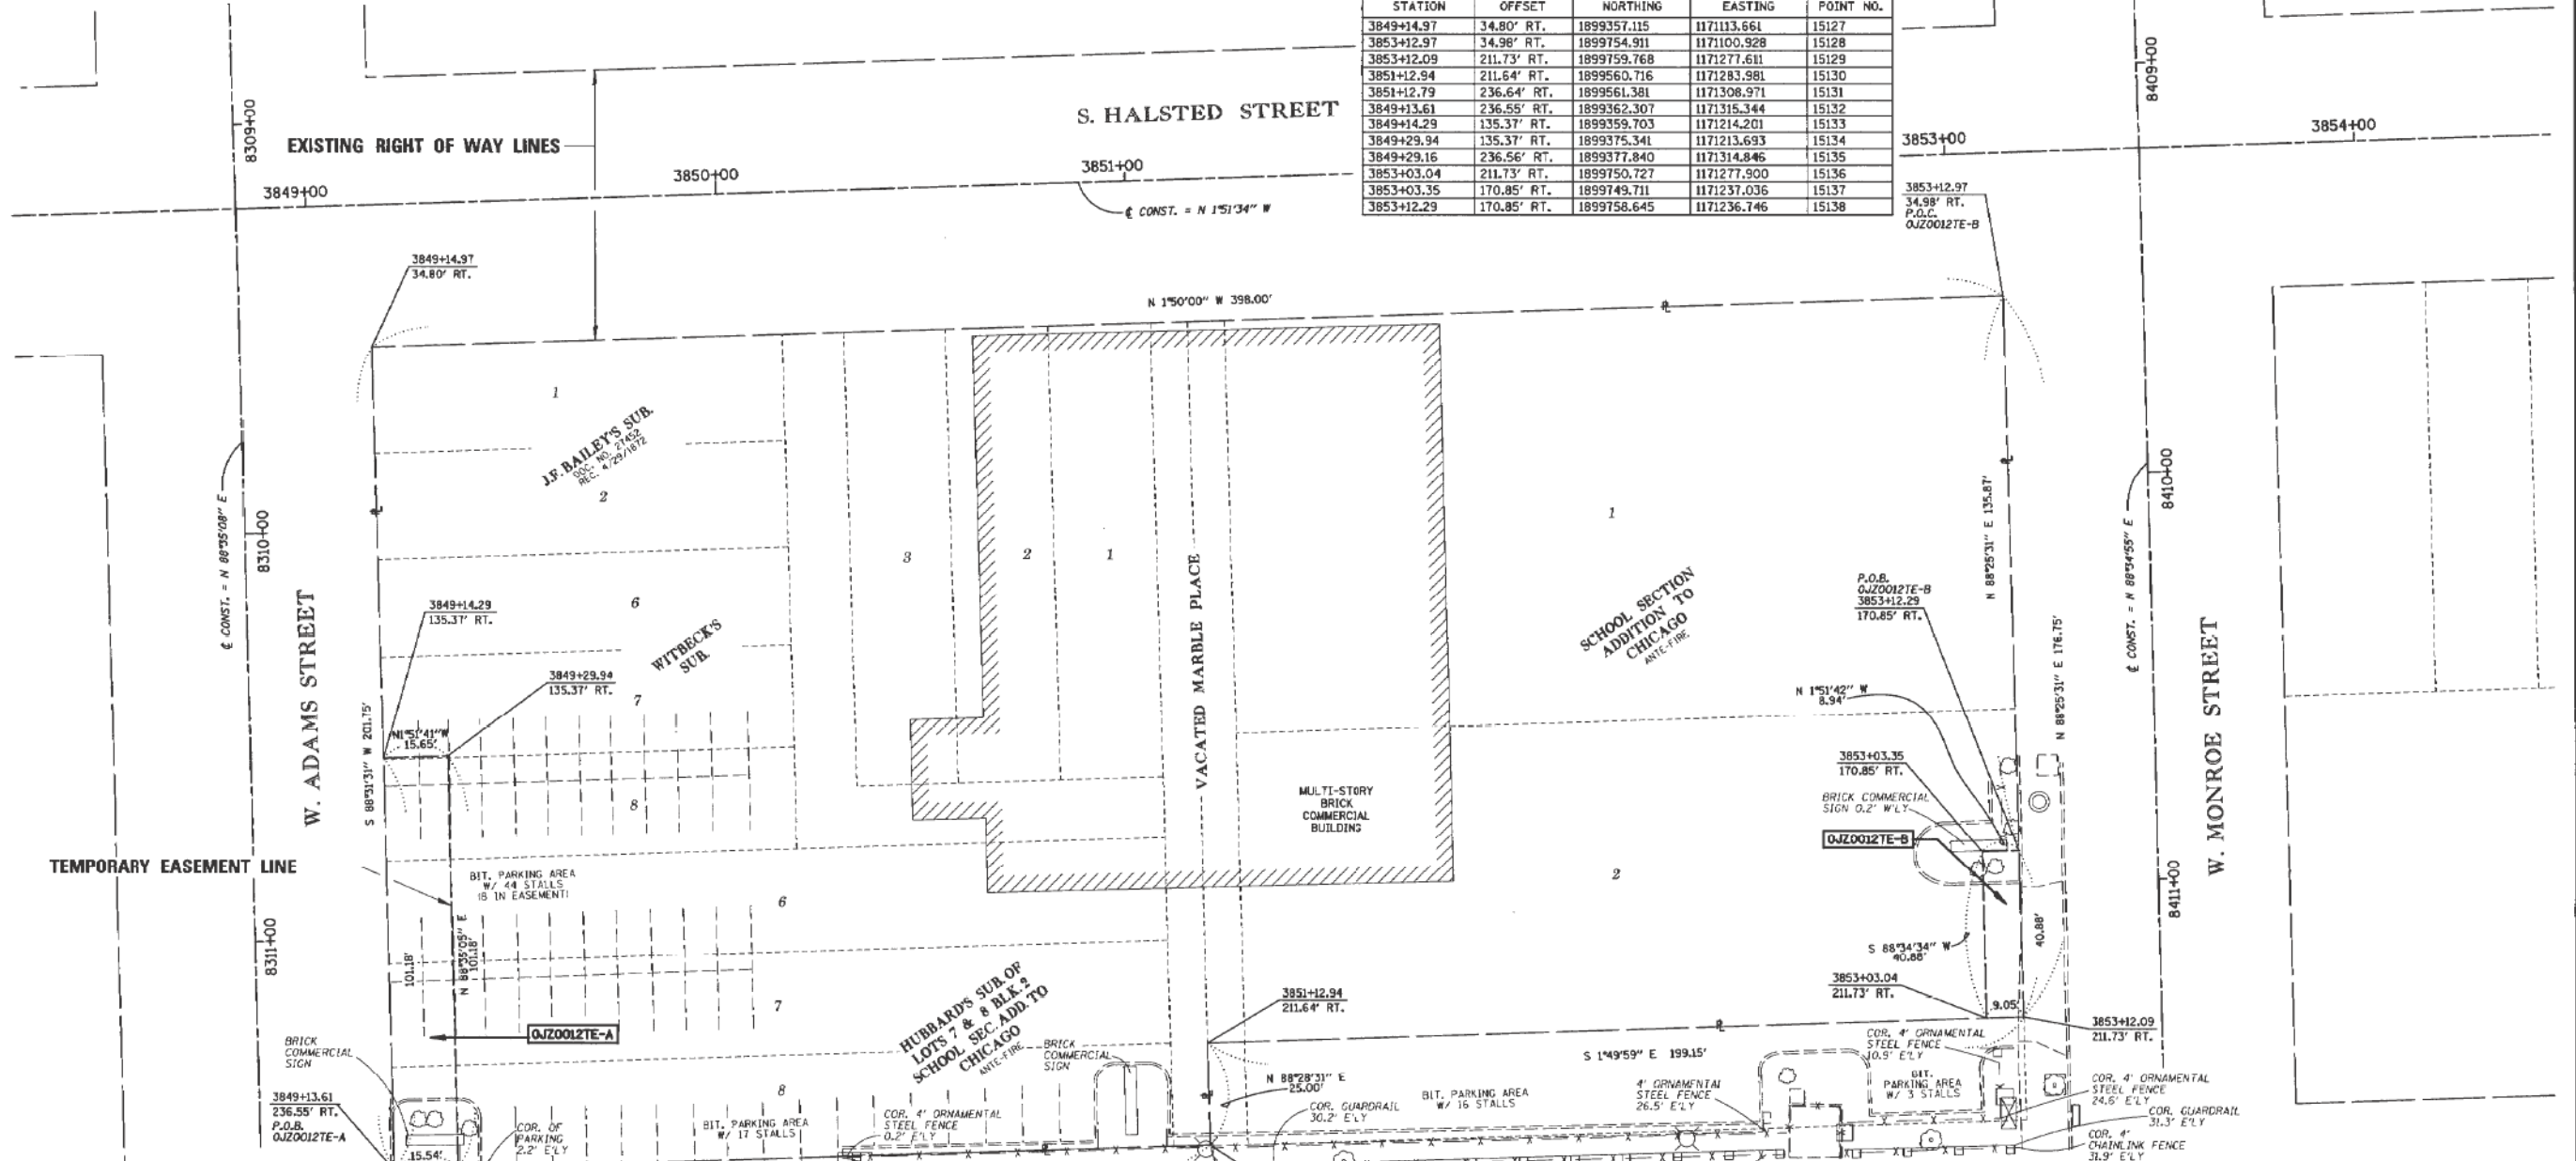 STATION OFFSET NORTHING EASTING POINT NO.
3849+14.97 34.80' RT. 1899357.115 1171113.661 15127
3853+12.97 34.98' RT. 1899754.911 1171100.928 15128
3853+12.09 211.73' RT. 1899759.768 1171277.611 15129
3851+12.94 211.64' RT. 1899560.716 1171283.981 15130
3851+12.79 236.64' RT. 1899561.381 1171308.971 15131
3849+13.61 236.55' RT. 1899362.307 1171315.344 15132
3849+14.29 135.37' RT. 1899359.703 1171214.201 15133
3849+29.94 135.37' RT. 1899375.341 1171213.693 15134
3849+29.16 236.56' RT. 1899377.840 1171314.846 15135
3853+03.04 211.73' RT. 1899750.727 1171277.900 15136
3853+03.35 170.85' RT. 1899749.711 1171237.036 15137
3853+12.29 170.85' RT. 1899758.645 1171236.746 15138
8309+00
EXISTING RIGHT OF WAY LINES
S. HALSTED STREET
8409+00
3849+00
3850+00
3851+00
3853+00
3854+00
℄ CONST. = N 1°51'34" W
3853+12.97
34.98' RT.
P.O.C.
0JZ0012TE-B
3849+14.97
34.80' RT.
N 1°50'00" W 398.00'
℄ CONST. = N 88°35'08" E
8310+00
W. ADAMS STREET
1
J.F. BAILEY'S SUB.
DOC. NO. 27452
REC. 4/29/1872
2
3
2
1
VACATED MARBLE PLACE
1
SCHOOL SECTION
ADDITION TO
CHICAGO
ANTE-FIRE
N 88°25'31" E 135.87'
℄ CONST. = N 88°34'55" E
8410+00
6
WITBECK'S
SUB.
7
8
3849+14.29
135.37' RT.
3849+29.94
135.37' RT.
N1°51'41"W
15.65'
S 88°31'31" W 201.75'
P.O.B.
0JZ0012TE-B
3853+12.29
170.85' RT.
N 88°25'31" E 176.75'
W. MONROE STREET
N 1°51'42" W
8.94'
3853+03.35
170.85' RT.
BRICK COMMERCIAL
SIGN 0.2' W'LY
0JZ0012TE-B
MULTI-STORY
BRICK
COMMERCIAL
BUILDING
2
TEMPORARY EASEMENT LINE
BIT. PARKING AREA
W/ 44 STALLS
(8 IN EASEMENT)
6
8311+00
101.18'
N 88°35'05" E
101.18'
7
0JZ0012TE-A
HUBBARD'S SUB. OF
LOTS 7 & 8 BLK. 2
SCHOOL SEC. ADD. TO
CHICAGO
ANTE-FIRE
8411+00
40.88'
S 88°34'34" W
40.88'
3853+03.04
211.73' RT.
9.05'
3853+12.09
211.73' RT.
3851+12.94
211.64' RT.
S 1°49'59" E 199.15'
BRICK
COMMERCIAL
SIGN
BRICK
COMMERCIAL
SIGN
N 88°28'31" E
25.00'
3849+13.61
236.55' RT.
P.O.B.
0JZ0012TE-A
15.54'
COR. OF
PARKING
2.2' E'LY
8
BIT. PARKING AREA
W/ 17 STALLS
COR. 4' ORNAMENTAL
STEEL FENCE
0.2' E'LY
COR. GUARDRAIL
30.2' E'LY
BIT. PARKING AREA
W/ 16 STALLS
4' ORNAMENTAL
STEEL FENCE
26.5' E'LY
COR. 4' ORNAMENTAL
STEEL FENCE
10.9' E'LY
BIT.
PARKING AREA
W/ 3 STALLS
COR. 4' ORNAMENTAL
STEEL FENCE
24.6' E'LY
COR. GUARDRAIL
31.3' E'LY
COR. 4'
CHAINLINK FENCE
31.9' E'LY